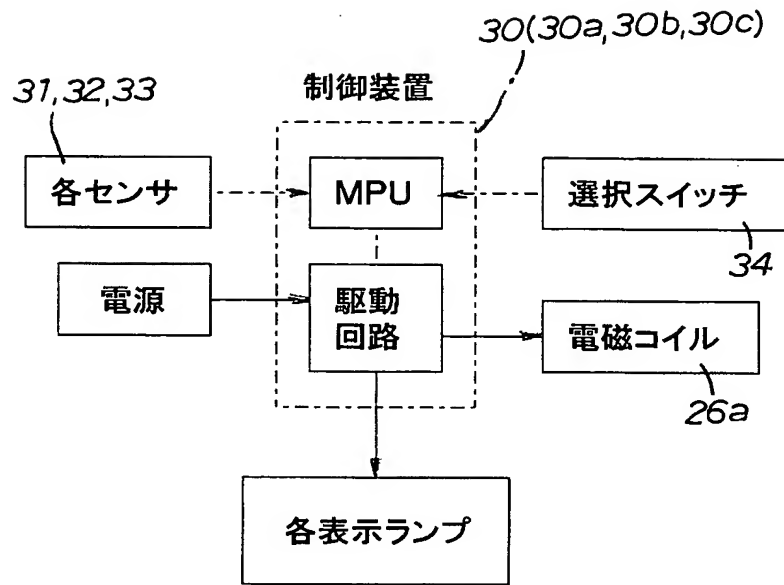 30(30a,30b,30c)
31,32,33
制御装置
各センサ
MPU
選択スイッチ
34
電源
駆動
回路
電磁コイル
26a
各表示ランプ